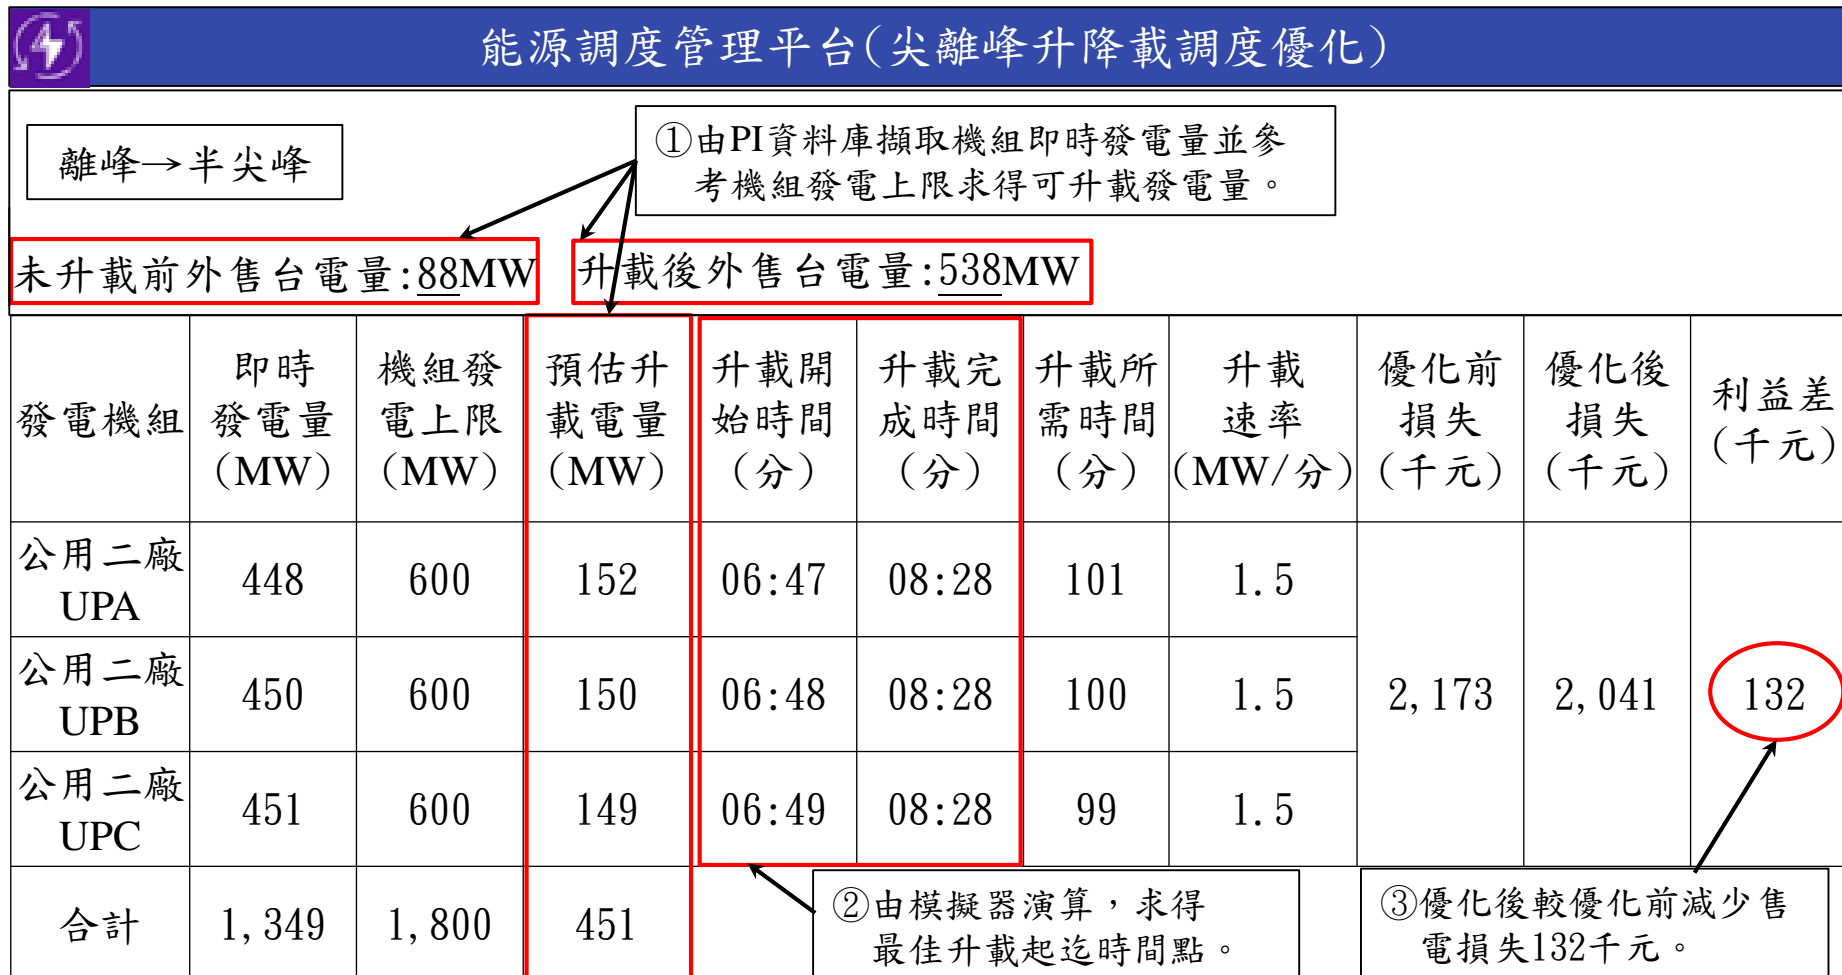 能源調度管理平台(尖離峰升降載調度優化)
離峰→半尖峰
①由PI資料庫擷取機組即時發電量並參
考機組發電上限求得可升載發電量。
未升載前外售台電量:88MW
升載後外售台電量:538MW
發電機組
即時
發電量
(MW)
機組發
電上限
(MW)
預估升
載電量
(MW)
升載開
始時間
(分)
升載完
成時間
(分)
升載所
需時間
(分)
升載
速率
(MW/分)
優化前
損失
(千元)
優化後
損失
(千元)
利益差
(千元)
公用二廠
UPA
448
600
152
06:47
08:28
101
1.5
公用二廠
UPB
450
600
150
06:48
08:28
100
1.5
2,173
2,041
132
公用二廠
UPC
451
600
149
06:49
08:28
99
1.5
合計
1,349
1,800
451
②由模擬器演算，求得
最佳升載起迄時間點。
③優化後較優化前減少售
電損失132千元。